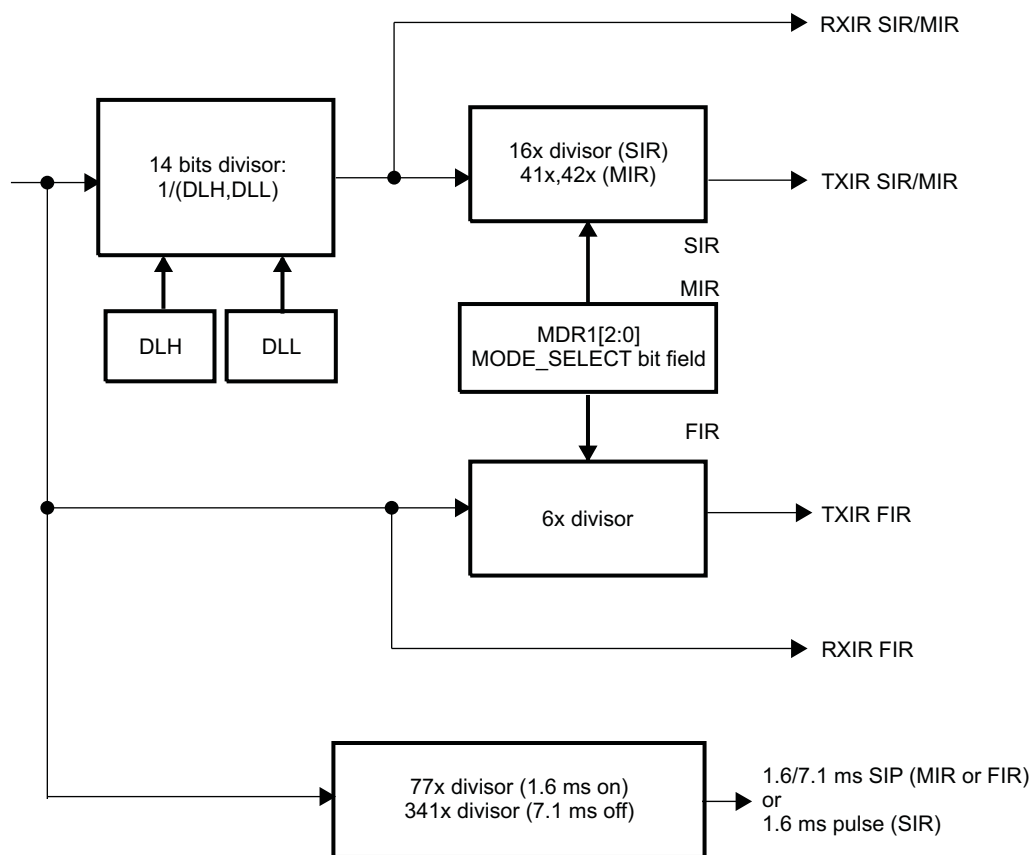 RXIR SIR/MIR
14 bits divisor:
1/(DLH,DLL)
16x divisor (SIR)
41x,42x (MIR)
TXIR SIR/MIR
SIR
MIR
DLH
DLL
MDR1[2:0]
MODE_SELECT bit field
FIR
6x divisor
TXIR FIR
RXIR FIR
77x divisor (1.6 ms on)
341x divisor (7.1 ms off)
1.6/7.1 ms SIP (MIR or FIR)
or
1.6 ms pulse (SIR)